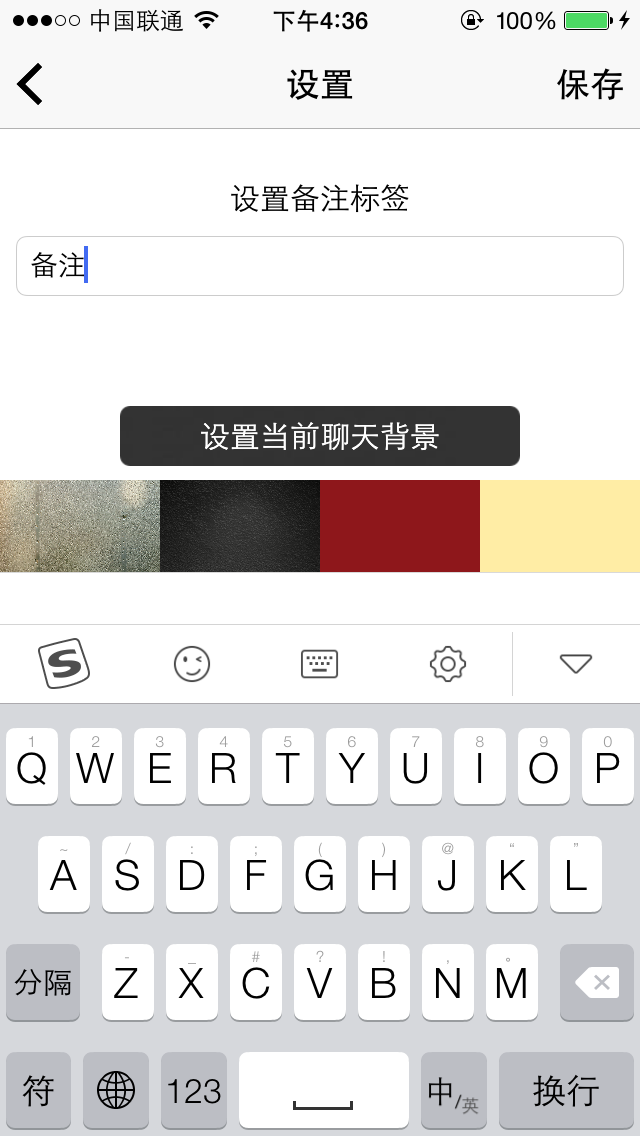 中国联通 下午4:36 100%
设置 保存
设置备注标签
备注
设置当前聊天背景
S
1 2 3 4 5 6 7 8 9 0
Q W E R T Y U I O P
~ / : ; ( ) @ “ ”
A S D F G H J K L
- _ # ? ! , 。
分隔 Z X C V B N M
符 123 中/英 换行